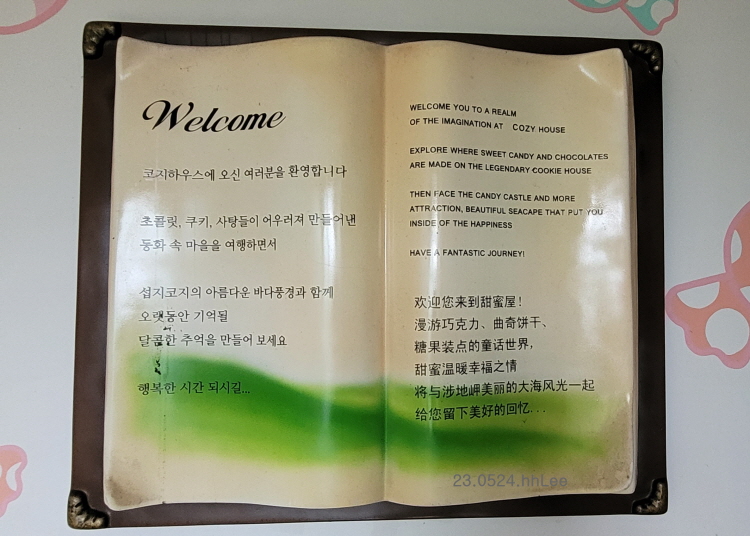 Welcome
코지하우스에 오신 여러분을 환영합니다
초콜릿, 쿠키, 사탕들이 어우러져 만들어낸
동화 속 마을을 여행하면서
섭지코지의 아름다운 바다풍경과 함께
오랫동안 기억될
달콤한 추억을 만들어 보세요
행복한 시간 되시길...
WELCOME YOU TO A REALM
OF THE IMAGINATION AT COZY HOUSE
EXPLORE WHERE SWEET CANDY AND CHOCOLATES
ARE MADE ON THE LEGENDARY COOKIE HOUSE
THEN FACE THE CANDY CASTLE AND MORE
ATTRACTION, BEAUTIFUL SEACAPE THAT PUT YOU
INSIDE OF THE HAPPINESS
HAVE A FANTASTIC JOURNEY!
欢迎您来到甜蜜屋!
漫游巧克力、曲奇饼干、
糖果装点的童话世界,
甜蜜温暖幸福之情
将与涉地岬美丽的大海风光一起
给您留下美好的回忆...
23.0524.hhLee